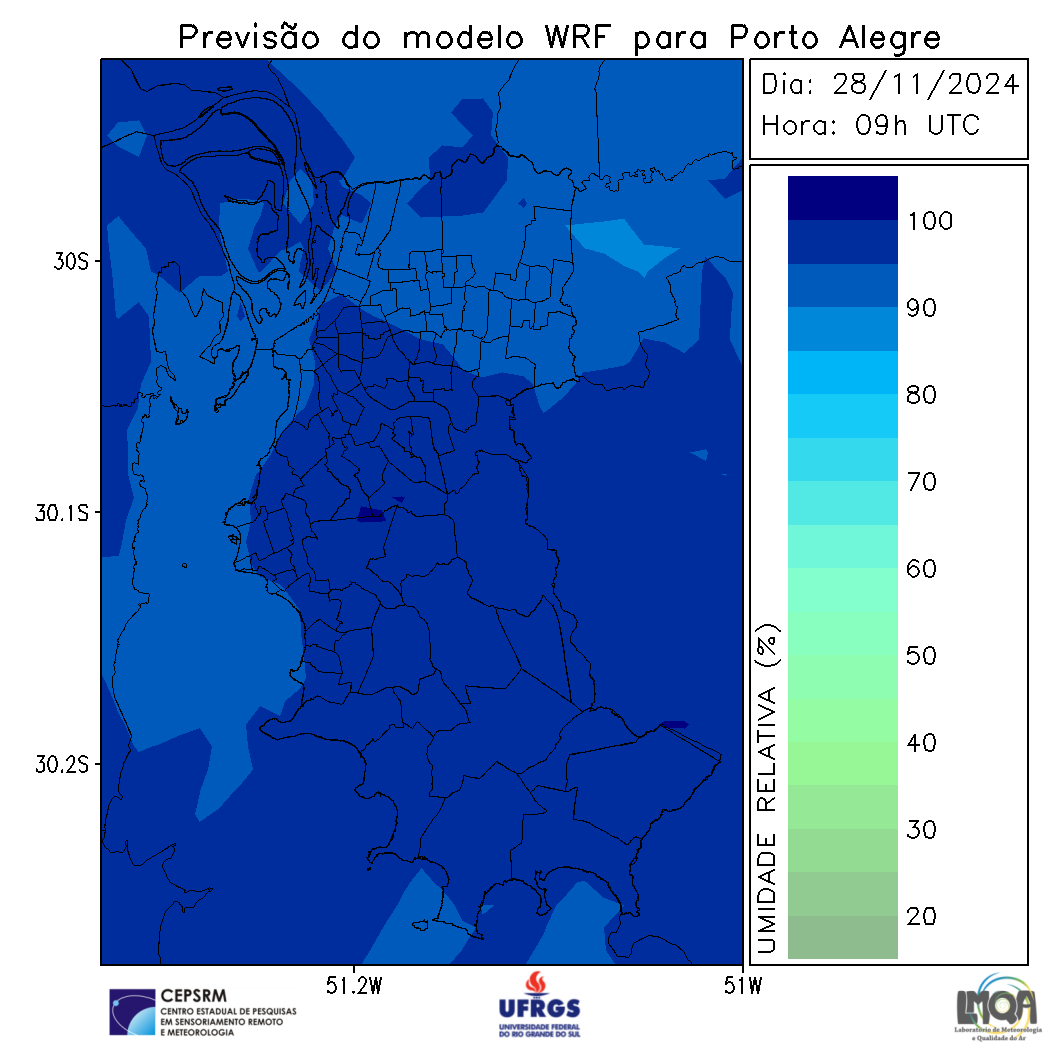 Previsão do modelo WRF para Porto Alegre
Dia: 28/11/2024
Hora: 09h UTC
30S
30.1S
30.2S
51.2W
51W
UMIDADE RELATIVA (%)
100
90
80
70
60
50
40
30
20
CEPSRM
CENTRO ESTADUAL DE PESQUISAS
EM SENSORIAMENTO REMOTO
E METEOROLOGIA
UFRGS
UNIVERSIDADE FEDERAL
DO RIO GRANDE DO SUL
LMQA
Laboratório de Meteorologia
e Qualidade do Ar